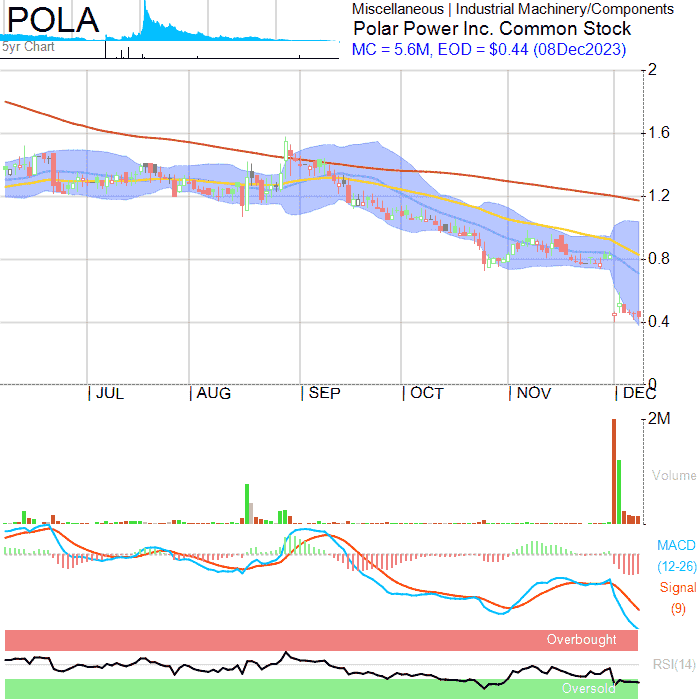 POLA
5yr Chart
Miscellaneous | Industrial Machinery/Components
Polar Power Inc. Common Stock
MC = 5.6M, EOD = $0.44 (08Dec2023)
2
1.6
1.2
0.8
0.4
0
JUL
AUG
SEP
OCT
NOV
DEC
2M
Volume
MACD
(12-26)
Signal
(9)
Overbought
RSI(14)
Oversold